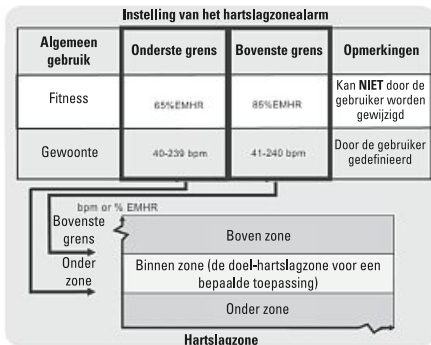 Instelling van het hartslagzonealarm
Algemeen
gebruik
Onderste grens
Bovenste grens
Opmerkingen
Fitness
65%EMHR
85%EMHR
Kan NIET door de
gebruiker worden
gewijzigd
Gewoonte
40-239 bpm
41-240 bpm
Door de gebruiker
gedefinieerd
bpm or % EMHR
Bovenste
grens
Onder
zone
Boven zone
Binnen zone (de doel-hartslagzone voor een
bepaalde toepassing)
Onder zone
Hartslagzone